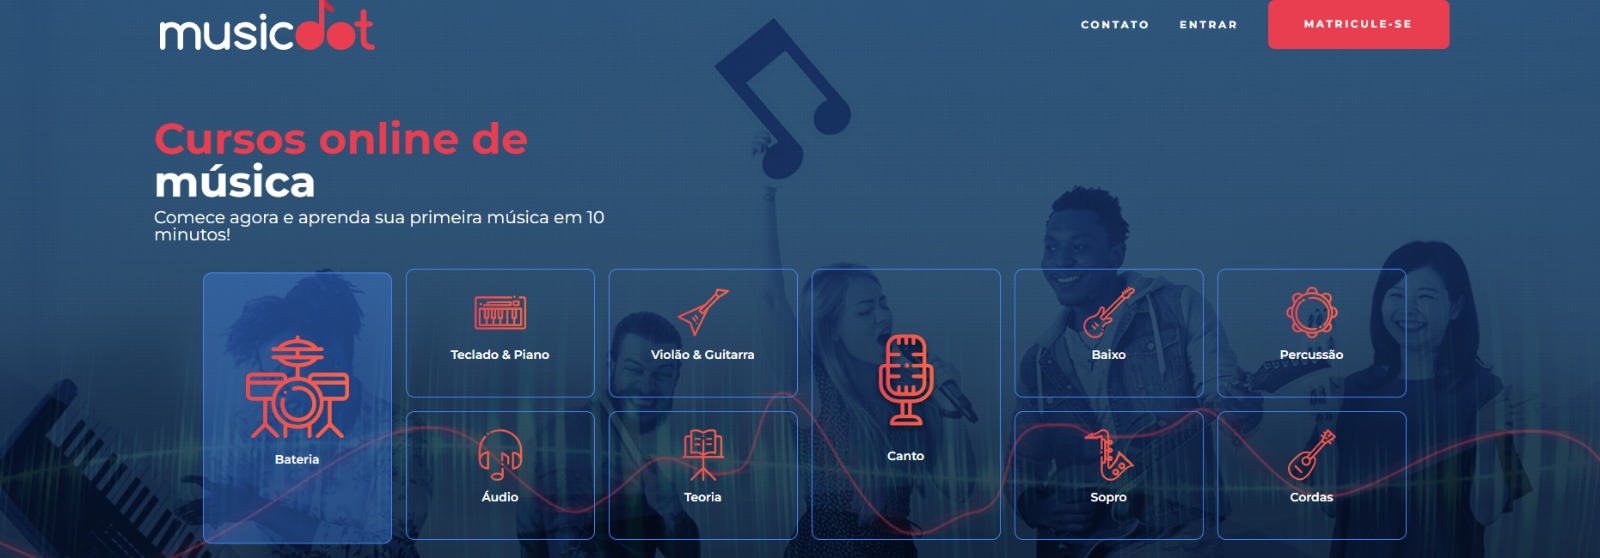 musicdot
CONTATO
ENTRAR
MATRICULE-SE
Cursos online de
música
Comece agora e aprenda sua primeira música em 10
minutos!
Bateria
Teclado & Piano
Violão & Guitarra
Canto
Baixo
Percussão
Áudio
Teoria
Sopro
Cordas